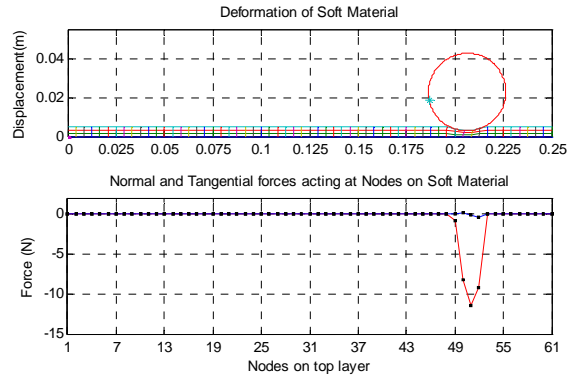 Deformation of Soft Material
Displacement(m)
0.04
0.02
0
0 0.025 0.05 0.075 0.1 0.125 0.15 0.175 0.2 0.225 0.25
Normal and Tangential forces acting at Nodes on Soft Material
Force (N)
0
-5
-10
-15
1 7 13 19 25 31 37 43 49 55 61
Nodes on top layer